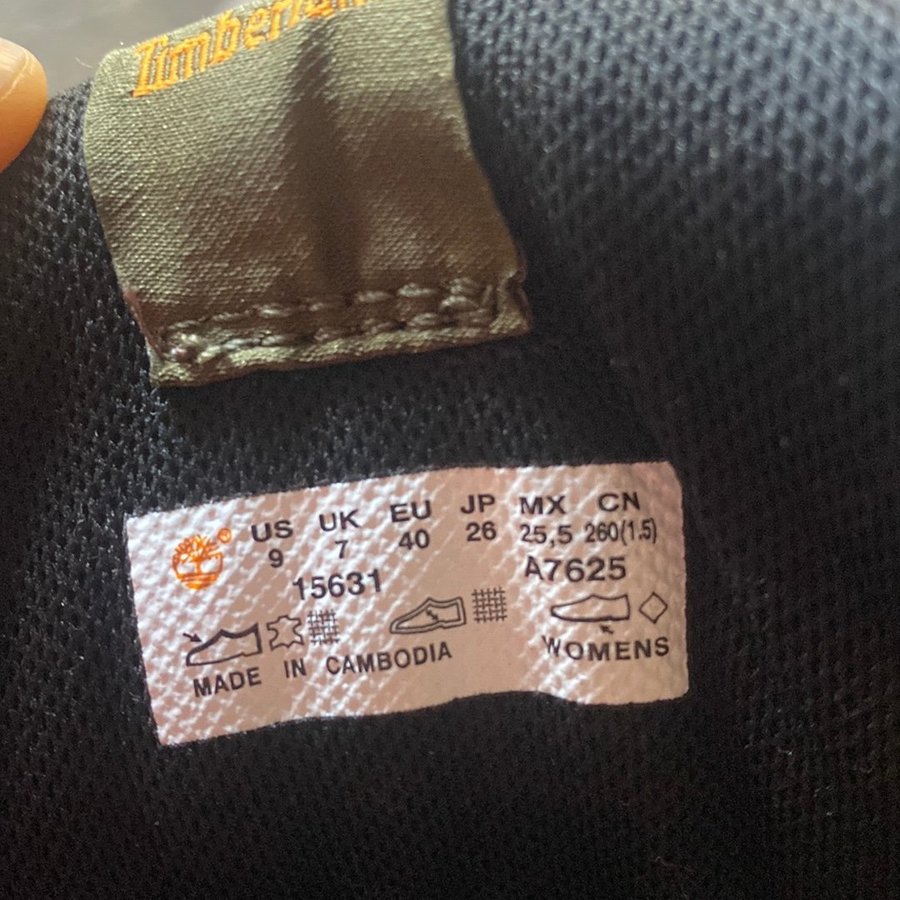 Timberland
US UK EU JP MX CN
9 7 40 26 25,5 260(1.5)
15631 A7625
MADE IN CAMBODIA WOMENS